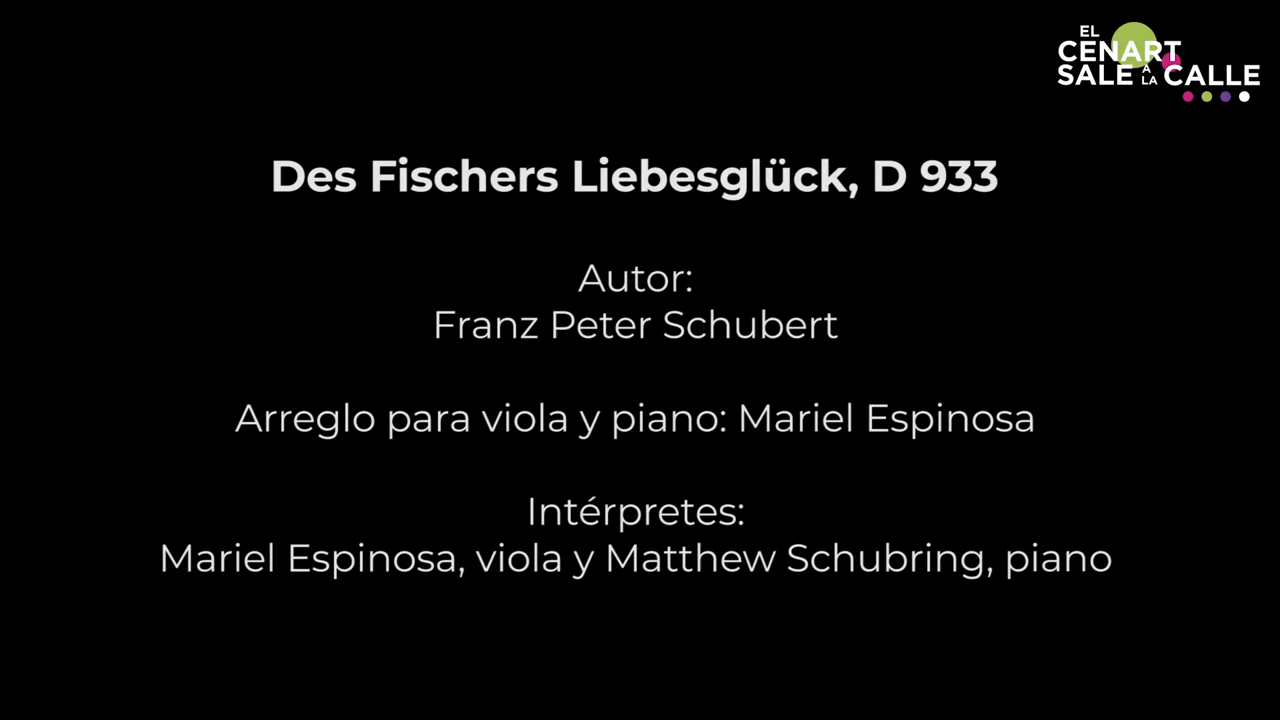 EL
CENART
SALE A LA CALLE
Des Fischers Liebesglück, D 933
Autor:
Franz Peter Schubert
Arreglo para viola y piano: Mariel Espinosa
Intérpretes:
Mariel Espinosa, viola y Matthew Schubring, piano